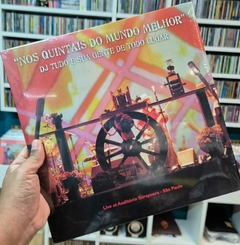 "NOS QUINTAIS DO MUNDO MELHOR"
DJ TUDO E SUA GENTE DE TODO LUGAR
Live at Auditório Ibirapuera - São Paulo